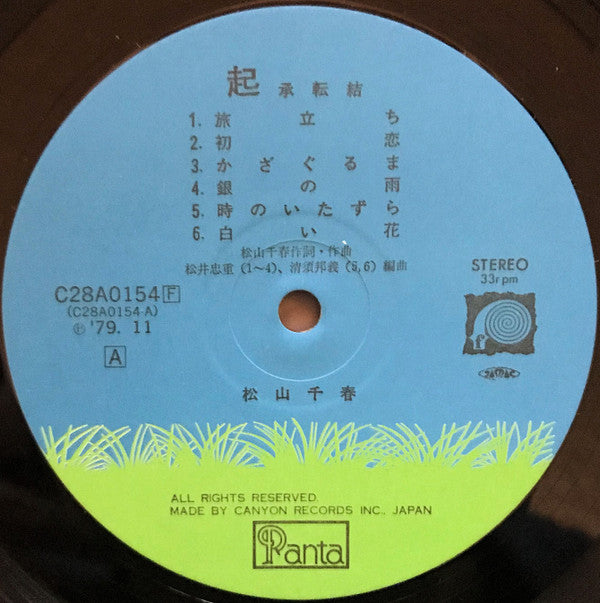 起承転結
1. 旅立ち
2. 初恋
3. かざぐるま
4. 銀の雨
5. 時のいたずら
6. 白い花
松山千春作詞・作曲
松井忠重(1〜4)、清須邦義(5,6)編曲
C28A0154 F
(C28A0154-A)
℗ '79. 11
A
STEREO
33rpm
f
松山千春
ALL RIGHTS RESERVED.
MADE BY CANYON RECORDS INC., JAPAN
Panta